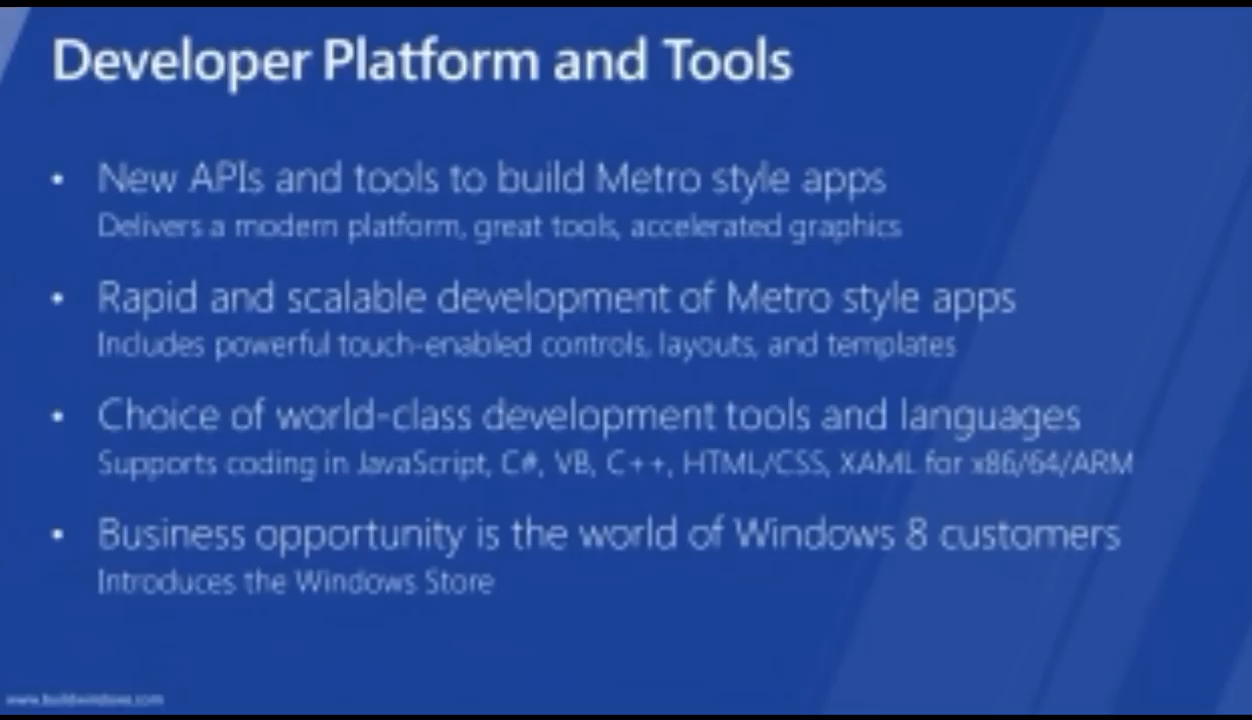 Developer Platform and Tools
• New APIs and tools to build Metro style apps
Delivers a modern platform, great tools, accelerated graphics
• Rapid and scalable development of Metro style apps
Includes powerful touch-enabled controls, layouts, and templates
• Choice of world-class development tools and languages
Supports coding in JavaScript, C#, VB, C++, HTML/CSS, XAML for x86/64/ARM
• Business opportunity is the world of Windows 8 customers
Introduces the Windows Store
www.buildwindows.com